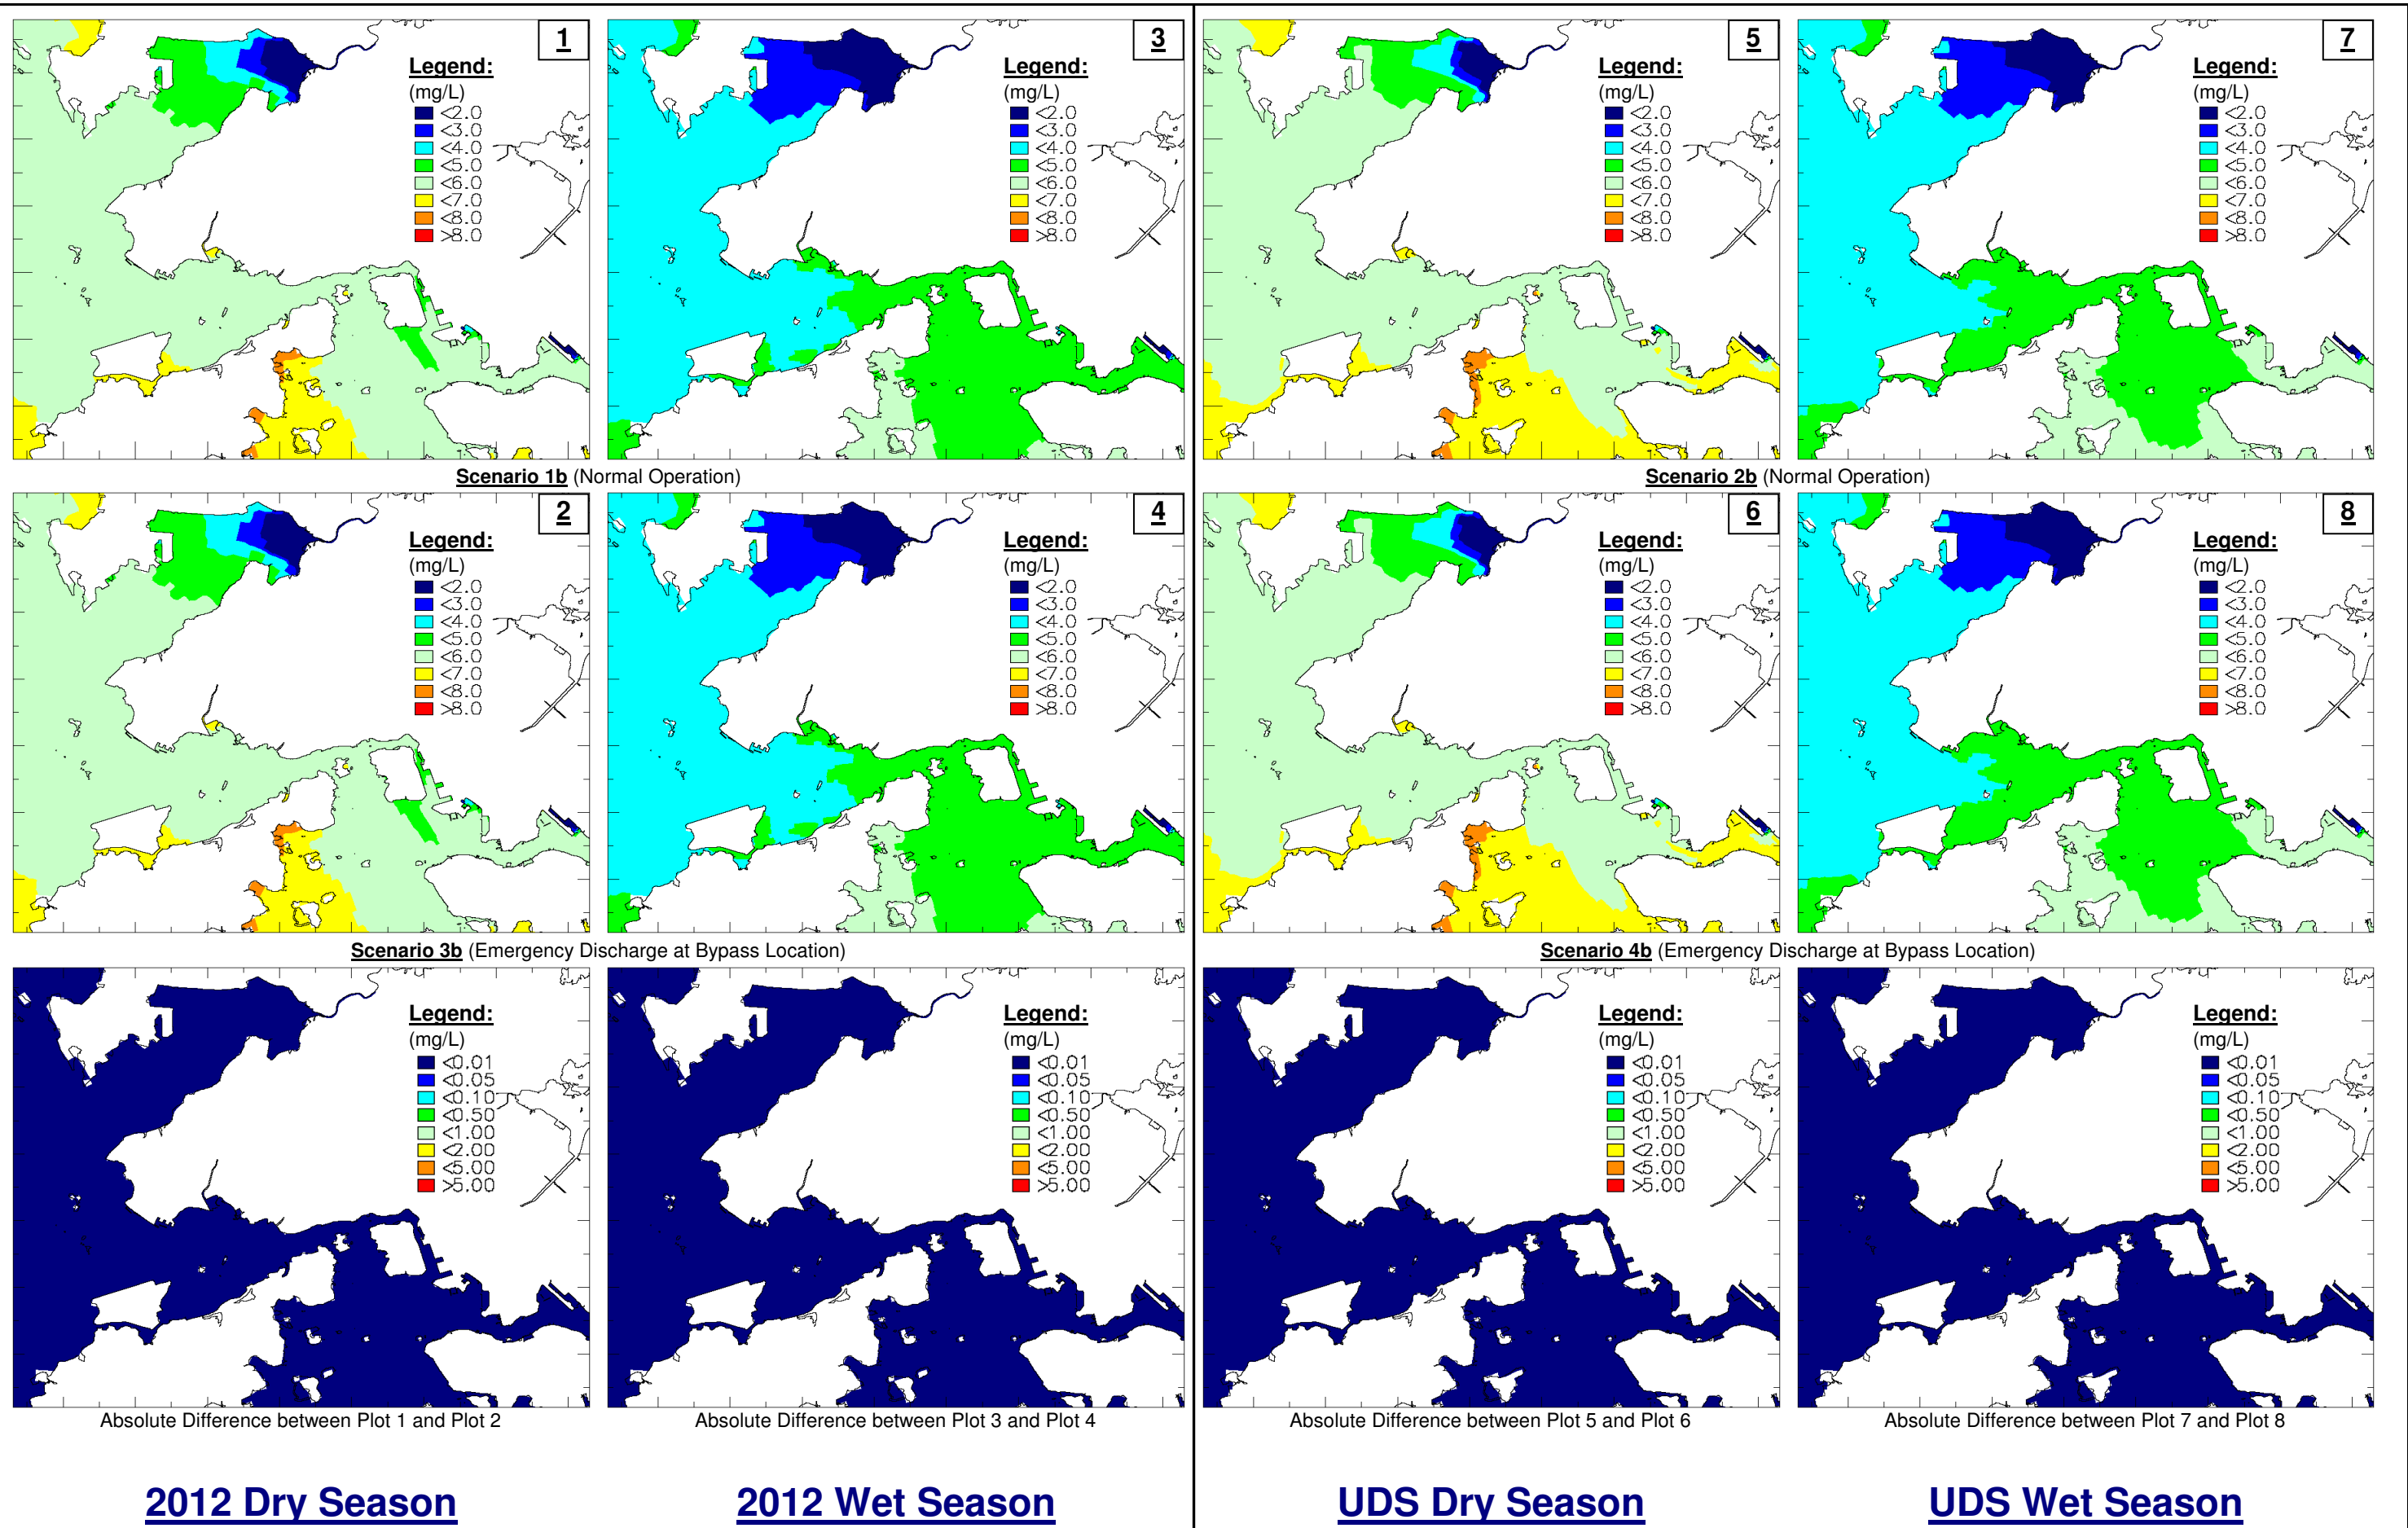 1
Legend:
(mg/L)
<2.0
<3.0
<4.0
<5.0
<6.0
<7.0
<8.0
>8.0
3
Legend:
(mg/L)
<2.0
<3.0
<4.0
<5.0
<6.0
<7.0
<8.0
>8.0
5
Legend:
(mg/L)
<2.0
<3.0
<4.0
<5.0
<6.0
<7.0
<8.0
>8.0
7
Legend:
(mg/L)
<2.0
<3.0
<4.0
<5.0
<6.0
<7.0
<8.0
>8.0
Scenario 1b (Normal Operation)
Scenario 2b (Normal Operation)
2
Legend:
(mg/L)
<2.0
<3.0
<4.0
<5.0
<6.0
<7.0
<8.0
>8.0
4
Legend:
(mg/L)
<2.0
<3.0
<4.0
<5.0
<6.0
<7.0
<8.0
>8.0
6
Legend:
(mg/L)
<2.0
<3.0
<4.0
<5.0
<6.0
<7.0
<8.0
>8.0
8
Legend:
(mg/L)
<2.0
<3.0
<4.0
<5.0
<6.0
<7.0
<8.0
>8.0
Scenario 3b (Emergency Discharge at Bypass Location)
Scenario 4b (Emergency Discharge at Bypass Location)
Legend:
(mg/L)
<0.01
<0.05
<0.10
<0.50
<1.00
<2.00
<5.00
>5.00
Legend:
(mg/L)
<0.01
<0.05
<0.10
<0.50
<1.00
<2.00
<5.00
>5.00
Legend:
(mg/L)
<0.01
<0.05
<0.10
<0.50
<1.00
<2.00
<5.00
>5.00
Legend:
(mg/L)
<0.01
<0.05
<0.10
<0.50
<1.00
<2.00
<5.00
>5.00
Absolute Difference between Plot 1 and Plot 2
Absolute Difference between Plot 3 and Plot 4
Absolute Difference between Plot 5 and Plot 6
Absolute Difference between Plot 7 and Plot 8
2012 Dry Season
2012 Wet Season
UDS Dry Season
UDS Wet Season